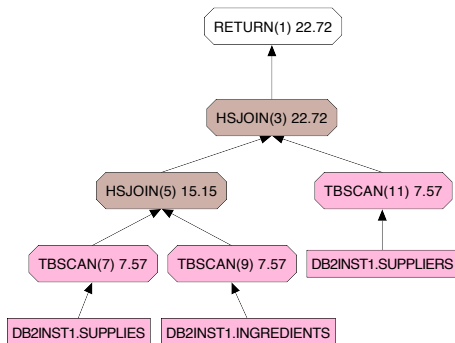 RETURN(1) 22.72
HSJOIN(3) 22.72
HSJOIN(5) 15.15
TBSCAN(11) 7.57
TBSCAN(7) 7.57
TBSCAN(9) 7.57
DB2INST1.SUPPLIERS
DB2INST1.SUPPLIES
DB2INST1.INGREDIENTS